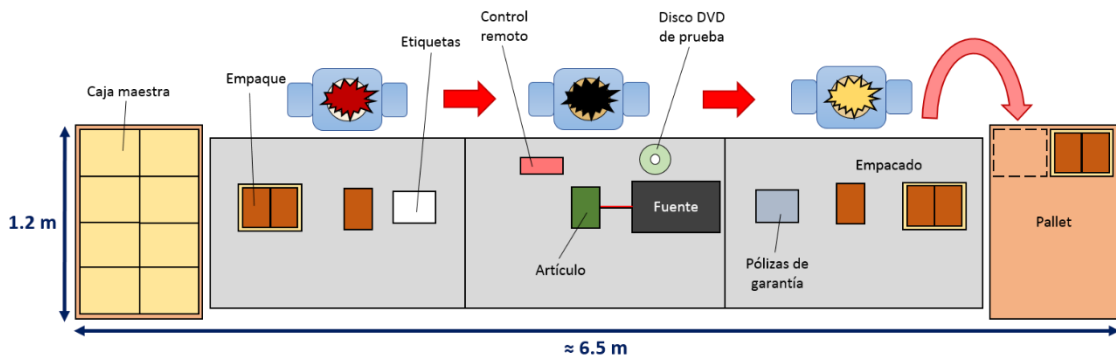 Caja maestra
Empaque
Etiquetas
Control
remoto
Disco DVD
de prueba
Empacado
1.2 m
Fuente
Artículo
Pólizas de
garantía
Pallet
≈ 6.5 m